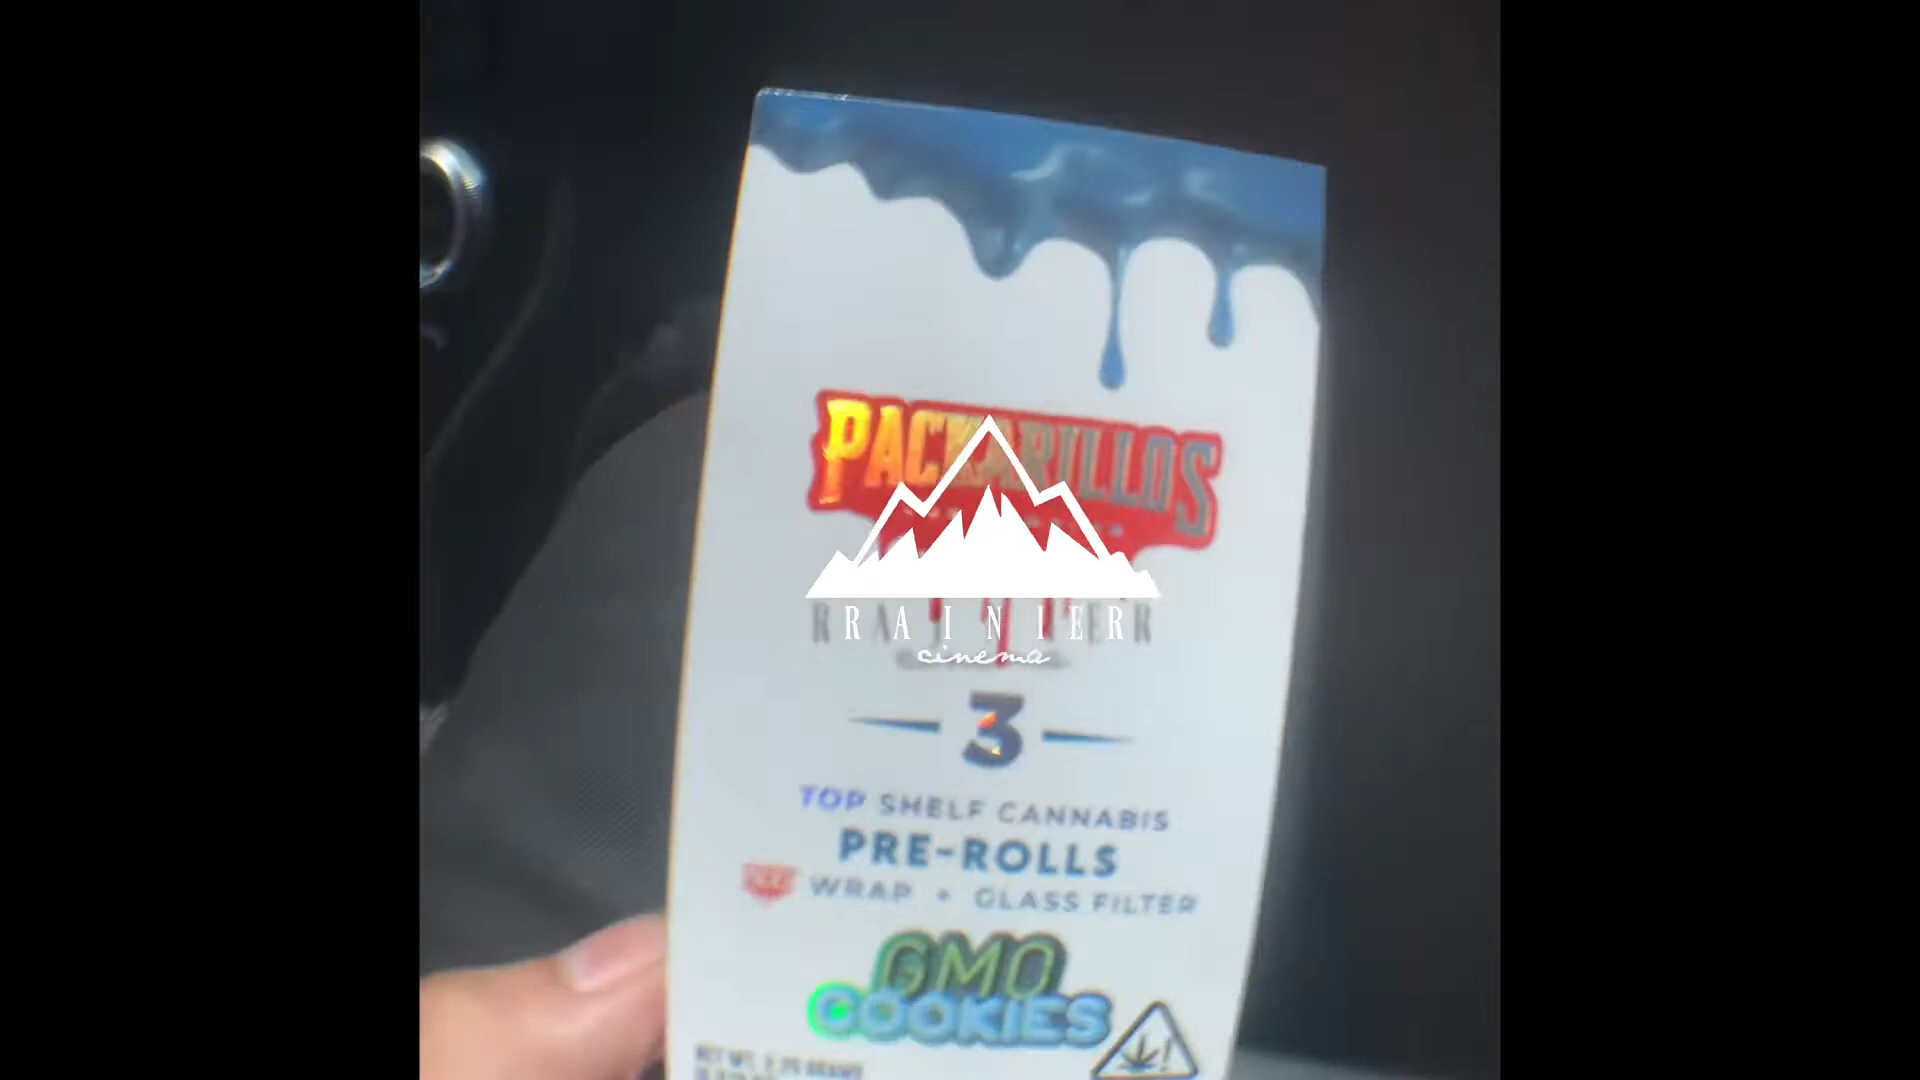 PACKARILLOS
RAINIER
cinema
3
TOP SHELF CANNABIS
PRE-ROLLS
WRAP + GLASS FILTER
GMO
COOKIES